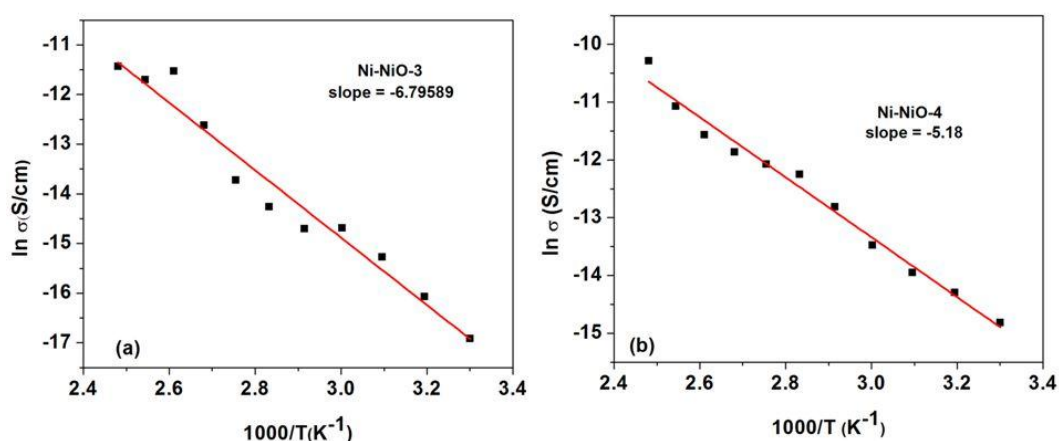 -11
-12
-13
-14
-15
-16
-17
ln σ(S/cm)
Ni-NiO-3
slope = -6.79589
(a)
2.4 2.6 2.8 3.0 3.2 3.4
1000/T(K⁻¹)
-10
-11
-12
-13
-14
-15
ln σ (S/cm)
Ni-NiO-4
slope = -5.18
(b)
2.4 2.6 2.8 3.0 3.2 3.4
1000/T (K⁻¹)